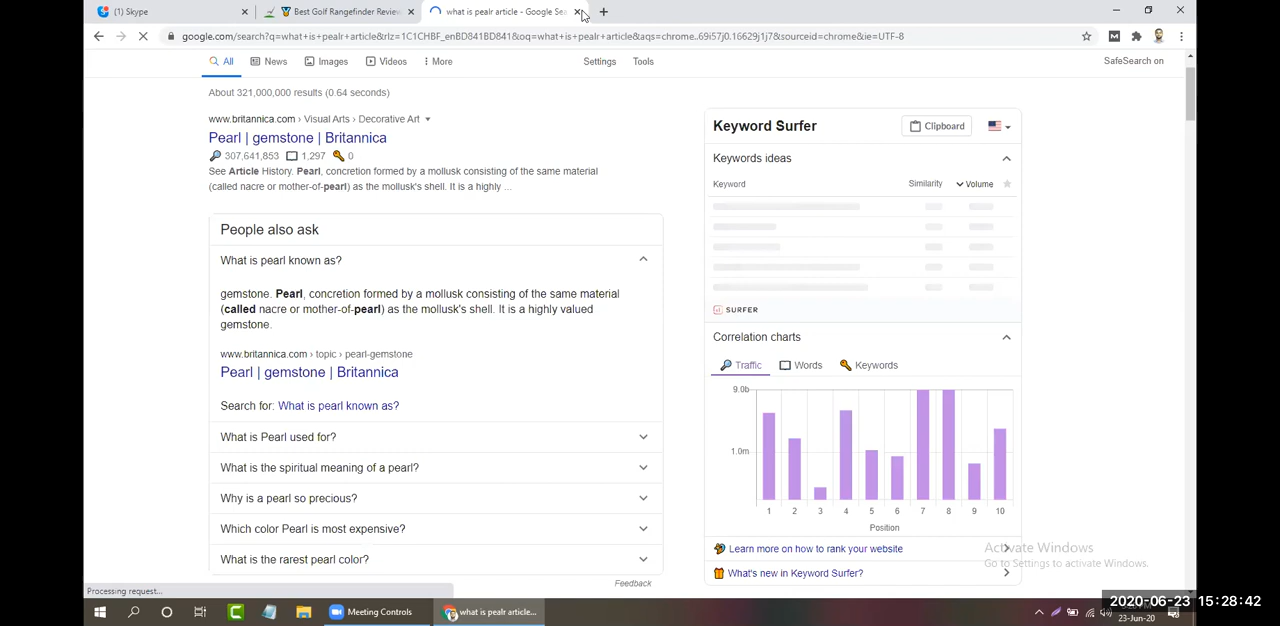 (1) Skype
Best Golf Rangefinder Review
what is pealr article - Google Sea
google.com/search?q=what+is+pealr+article&rlz=1C1CHBF_enBD841BD841&oq=what+is+pealr+article&aqs=chrome..69i57j0.16629j1j7&sourceid=chrome&ie=UTF-8
All
News
Images
Videos
More
Settings
Tools
SafeSearch on
About 321,000,000 results (0.64 seconds)
www.britannica.com › Visual Arts › Decorative Art
Pearl | gemstone | Britannica
307,641,853 1,297 0
See Article History. Pearl, concretion formed by a mollusk consisting of the same material
(called nacre or mother-of-pearl) as the mollusk's shell. It is a highly ...
People also ask
What is pearl known as?
gemstone. Pearl, concretion formed by a mollusk consisting of the same material
(called nacre or mother-of-pearl) as the mollusk's shell. It is a highly valued
gemstone.
www.britannica.com › topic › pearl-gemstone
Pearl | gemstone | Britannica
Search for: What is pearl known as?
What is Pearl used for?
What is the spiritual meaning of a pearl?
Why is a pearl so precious?
Which color Pearl is most expensive?
What is the rarest pearl color?
Feedback
Keyword Surfer
Clipboard
Keywords ideas
Keyword
Similarity
Volume
SURFER
Correlation charts
Traffic
Words
Keywords
9.0b
1.0m
1 2 3 4 5 6 7 8 9 10
Position
Learn more on how to rank your website
What's new in Keyword Surfer?
Activate Windows
Go to Settings to activate Windows.
Processing request...
Meeting Controls
what is pealr article...
2020-06-23 15:28:42
23-Jun-20